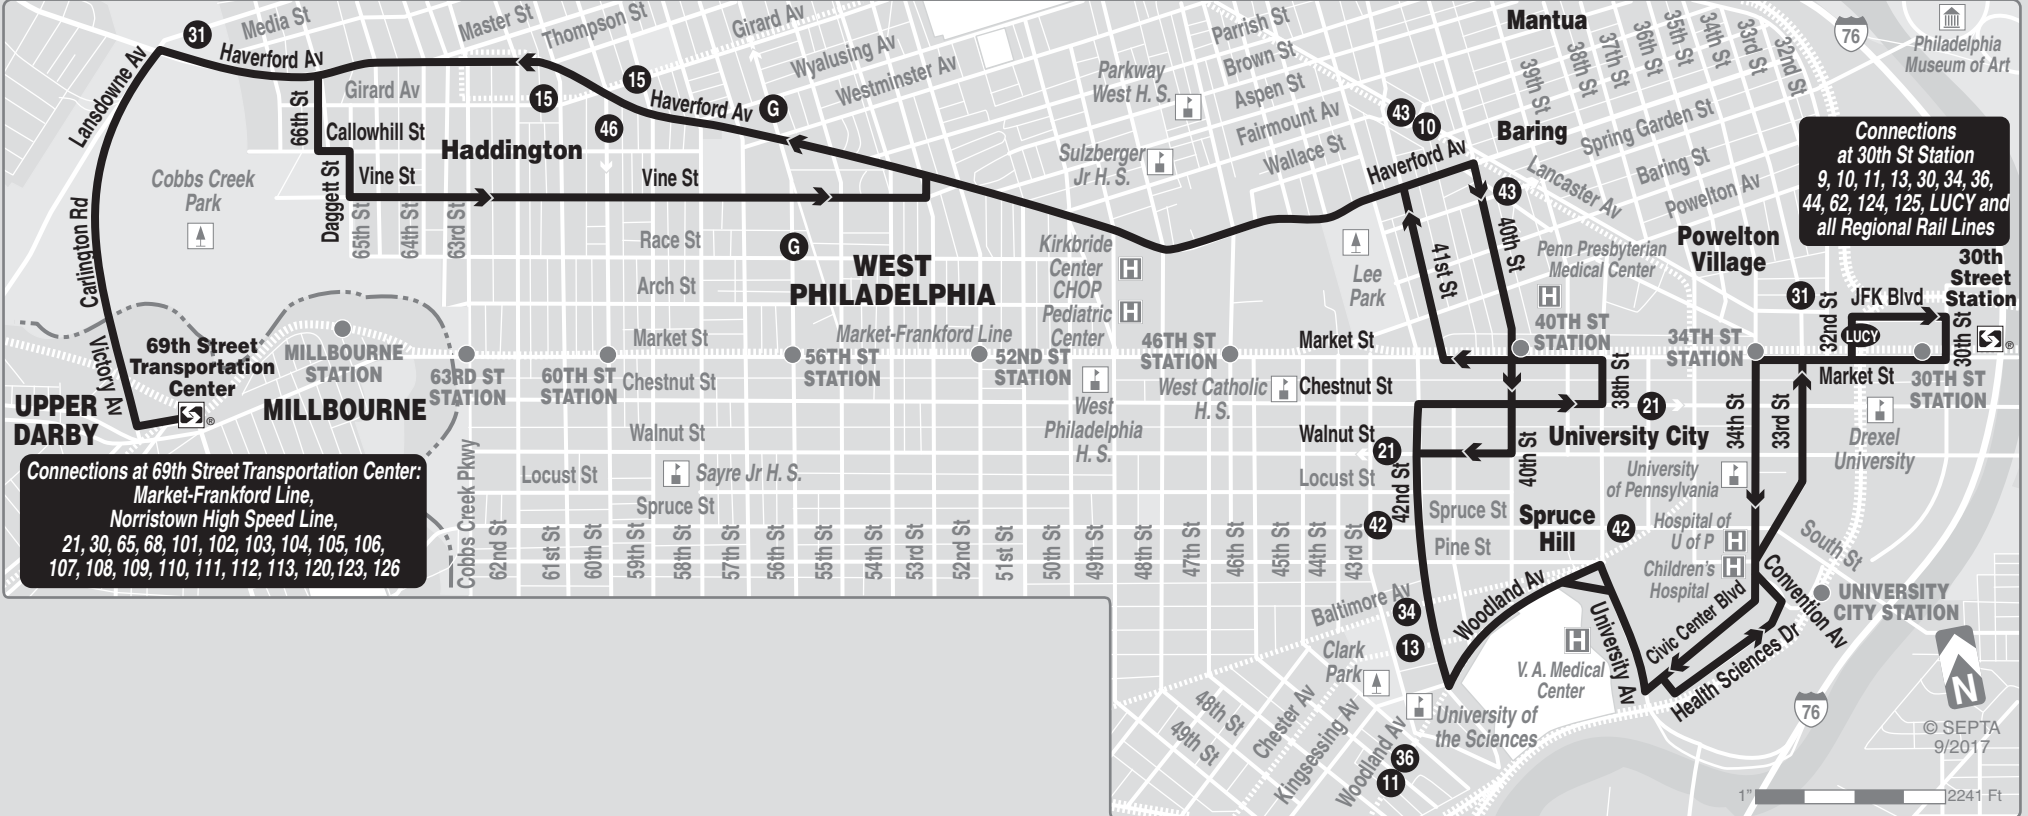 31
Media St
Master St
Thompson St
Girard Av
Wyalusing Av
Westminster Av
Parrish St
Brown St
Aspen St
Fairmount Av
Wallace St
Mantua
39th St
38th St
37th St
36th St
35th St
34th St
33rd St
32nd St
76
Philadelphia
Museum of Art
Lansdowne Av
Haverford Av
Girard Av
15
15
Haverford Av
G
46
66th St
Callowhill St
Haddington
Parkway
West H. S.
Sulzberger
Jr H. S.
43
10
Haverford Av
Baring
Spring Garden St
Baring St
Powelton Av
Lancaster Av
43
Connections
at 30th St Station
9, 10, 11, 13, 30, 34, 36,
44, 62, 124, 125, LUCY and
all Regional Rail Lines
Cobbs Creek
Park
Daggett St
Vine St
Vine St
65th St
64th St
63rd St
Carlington Rd
Race St
G
Arch St
WEST
PHILADELPHIA
Kirkbride
Center
CHOP
Pediatric
Center
H
H
Lee
Park
41st St
40th St
Penn Presbyterian
Medical Center
H
Powelton
Village
30th
Street
Station
31
32nd St
JFK Blvd
LUCY
30th St
®
Victory Av
69th Street
Transportation
Center
®
MILLBOURNE
STATION
MILLBOURNE
UPPER
DARBY
63RD ST
STATION
60TH ST
STATION
Market St
Market-Frankford Line
56TH ST
STATION
52ND ST
STATION
46TH ST
STATION
Market St
40TH ST
STATION
34TH ST
STATION
Market St
30TH ST
STATION
Chestnut St
West
Philadelphia
H. S.
West Catholic
H. S.
Chestnut St
38th St
21
University City
34th St
33rd St
Drexel
University
Walnut St
Walnut St
21
40th St
Locust St
Sayre Jr H. S.
Locust St
42nd St
University
of Pennsylvania
Connections at 69th Street Transportation Center:
Market-Frankford Line,
Norristown High Speed Line,
21, 30, 65, 68, 101, 102, 103, 104, 105, 106,
107, 108, 109, 110, 111, 112, 113, 120,123, 126
Cobbs Creek Pkwy
Spruce St
62nd St
61st St
60th St
59th St
58th St
57th St
56th St
55th St
54th St
53rd St
52nd St
51st St
50th St
49th St
48th St
47th St
46th St
45th St
44th St
43rd St
42
Spruce St
Pine St
Spruce
Hill
42
Hospital of
U of P
H
Children's
Hospital
H
South St
UNIVERSITY
CITY STATION
Convention Av
Baltimore Av
34
13
Woodland Av
University Av
Civic Center Blvd
Health Sciences Dr
H
V. A. Medical
Center
Clark
Park
University of
the Sciences
48th St
49th St
Chester Av
Kingsessing Av
Woodland Av
36
11
76
N
© SEPTA
9/2017
1"
2241 Ft